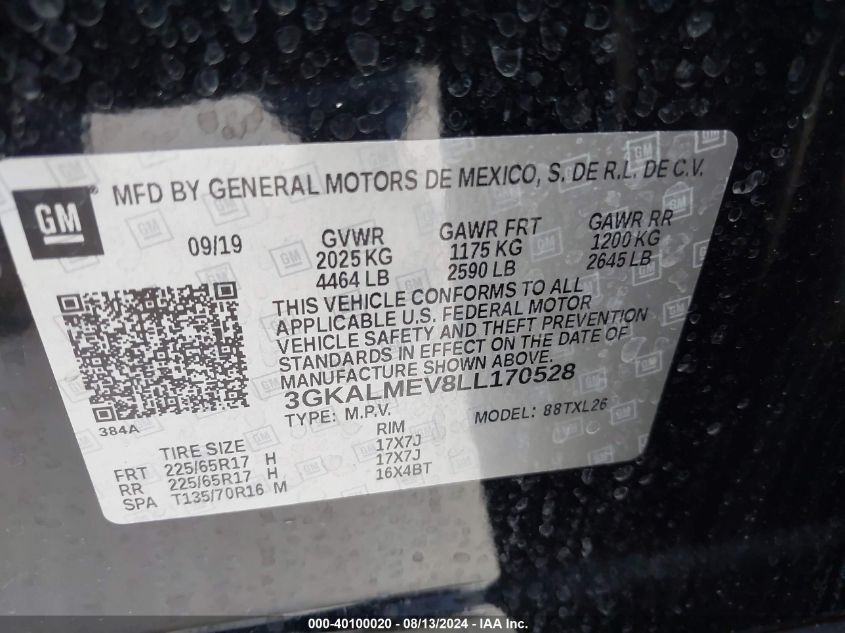 GM
MFD BY GENERAL MOTORS DE MEXICO, S. DE R.L. DE C.V.
09/19
GVWR
2025 KG
4464 LB
GAWR FRT
1175 KG
2590 LB
GAWR RR
1200 KG
2645 LB
THIS VEHICLE CONFORMS TO ALL
APPLICABLE U.S. FEDERAL MOTOR
VEHICLE SAFETY AND THEFT PREVENTION
STANDARDS IN EFFECT ON THE DATE OF
MANUFACTURE SHOWN ABOVE.
3GKALMEV8LL170528
TYPE: M.P.V. MODEL: 88TXL26
384A
TIRE SIZE RIM
FRT 225/65R17 H 17X7J
RR 225/65R17 H 17X7J
SPA T135/70R16 M 16X4BT
000-40100020 - 08/13/2024 - IAA Inc.